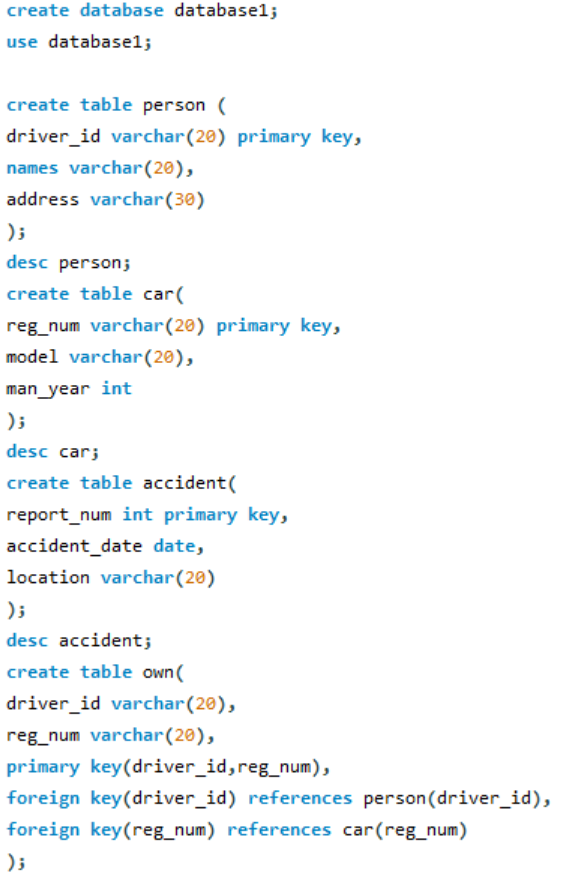 create database database1;
use database1;
create table person (
driver_id varchar(20) primary key,
names varchar(20),
address varchar(30)
);
desc person;
create table car(
reg_num varchar(20) primary key,
model varchar(20),
man_year int
);
desc car;
create table accident(
report_num int primary key,
accident_date date,
location varchar(20)
);
desc accident;
create table own(
driver_id varchar(20),
reg_num varchar(20),
primary key(driver_id,reg_num),
foreign key(driver_id) references person(driver_id),
foreign key(reg_num) references car(reg_num)
);